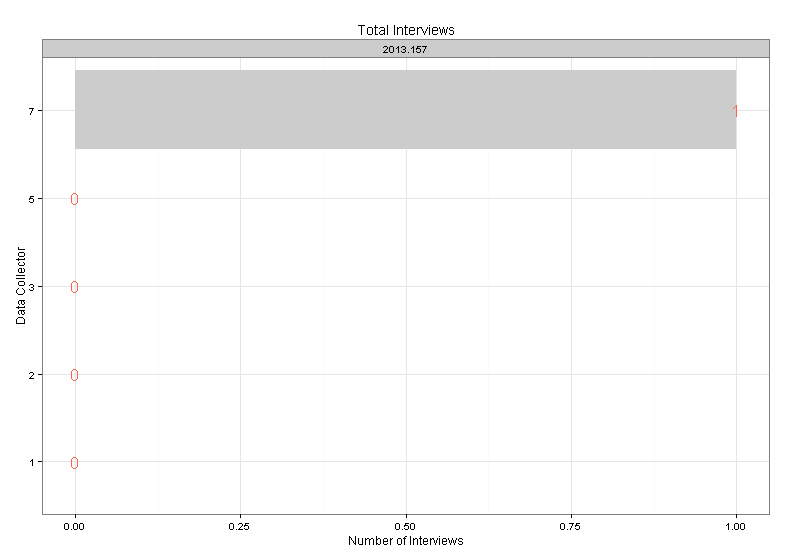 Total Interviews
2013.157
7
1
5
0
3
0
2
0
1
0
Data Collector
0.00 0.25 0.50 0.75 1.00
Number of Interviews